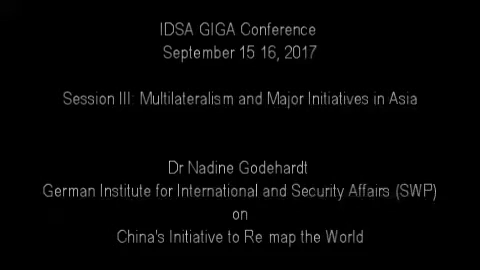 IDSA GIGA Conference
September 15 16, 2017
Session III: Multilateralism and Major Initiatives in Asia
Dr Nadine Godehardt
German Institute for International and Security Affairs (SWP)
on
China's Initiative to Re map the World